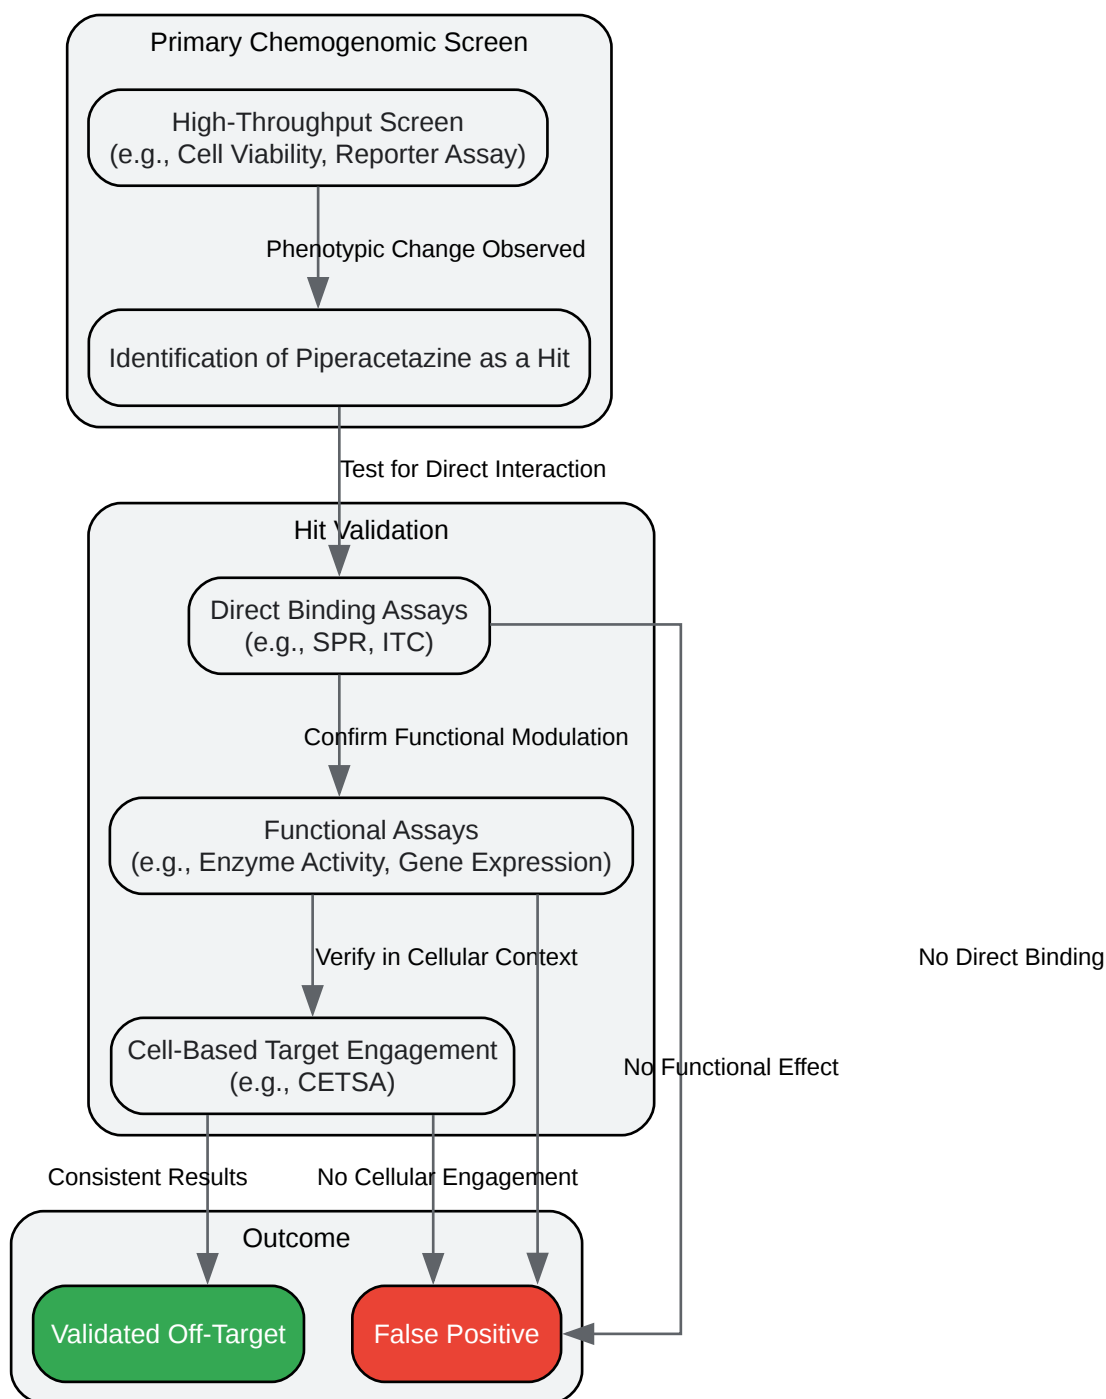 Primary Chemogenomic Screen
High-Throughput Screen
(e.g., Cell Viability, Reporter Assay)
Phenotypic Change Observed
Identification of Piperacetazine as a Hit
Test for Direct Interaction
Hit Validation
Direct Binding Assays
(e.g., SPR, ITC)
Confirm Functional Modulation
Functional Assays
(e.g., Enzyme Activity, Gene Expression)
Verify in Cellular Context
No Direct Binding
Cell-Based Target Engagement
(e.g., CETSA)
No Functional Effect
Consistent Results
No Cellular Engagement
Outcome
Validated Off-Target
False Positive